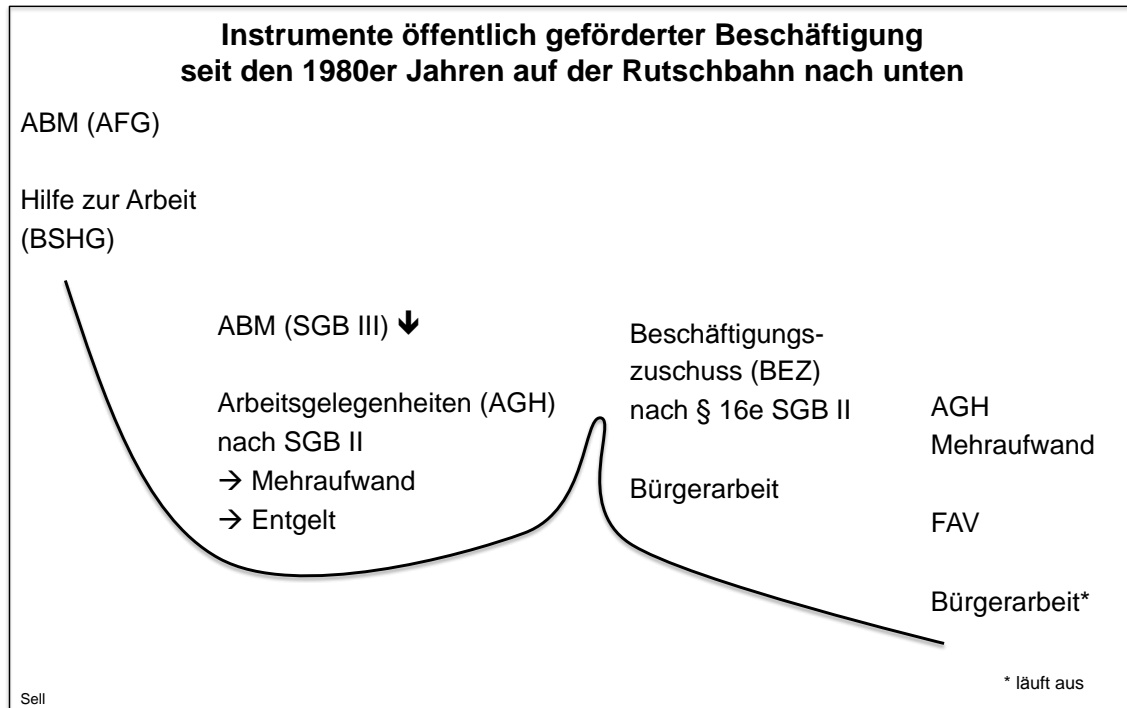 Instrumente öffentlich geförderter Beschäftigung
seit den 1980er Jahren auf der Rutschbahn nach unten
ABM (AFG)
Hilfe zur Arbeit
(BSHG)
ABM (SGB III) 🡻
Arbeitsgelegenheiten (AGH)
nach SGB II
→ Mehraufwand
→ Entgelt
Beschäftigungs-
zuschuss (BEZ)
nach § 16e SGB II
Bürgerarbeit
AGH
Mehraufwand
FAV
Bürgerarbeit*
* läuft aus
Sell